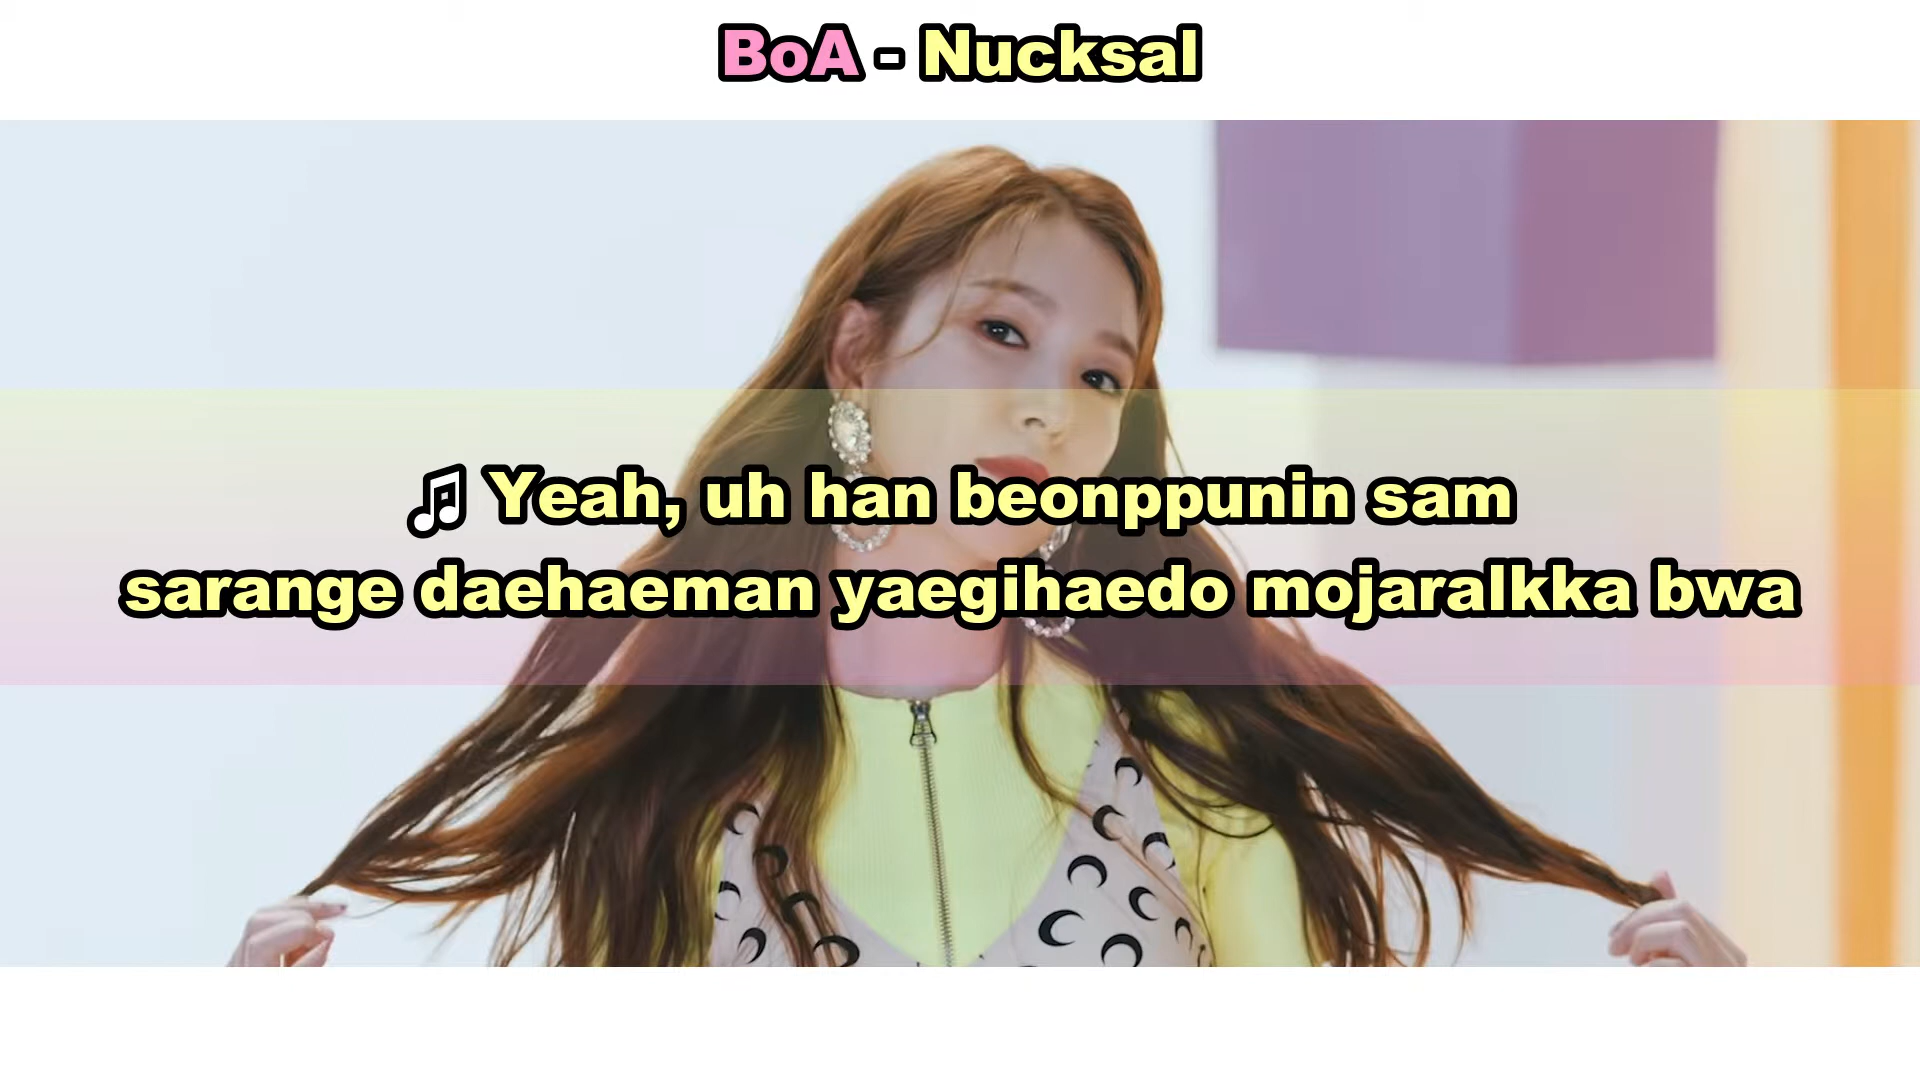 BoA - Nucksal
♫ Yeah, uh han beonppunin sam
sarange daehaeman yaegihaedo mojaralkka bwa